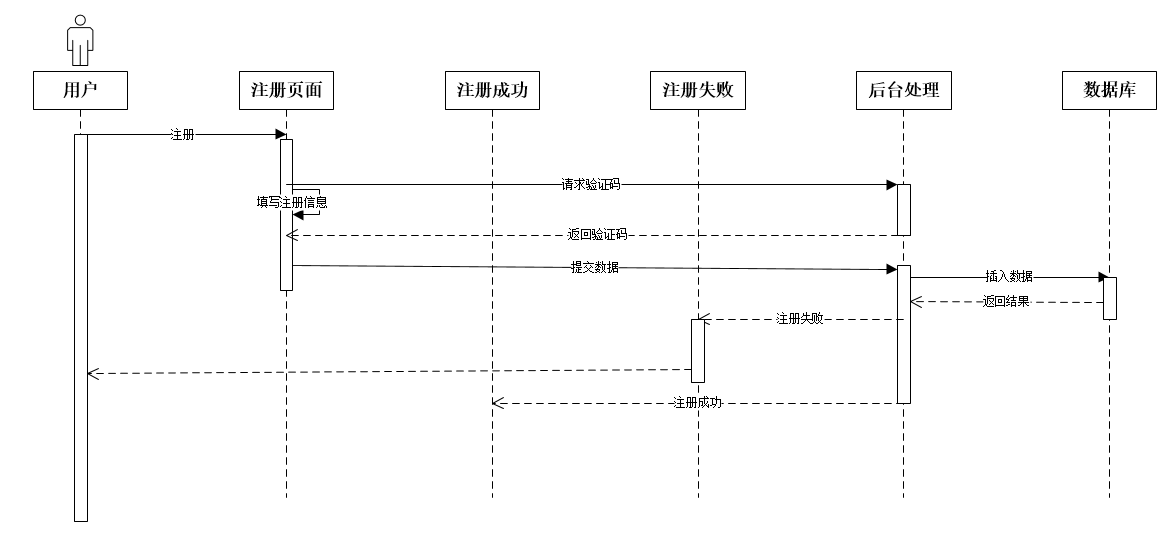 用户
注册页面
注册成功
注册失败
后台处理
数据库
注册
请求验证码
填写注册信息
返回验证码
提交数据
插入数据
返回结果
注册失败
注册成功